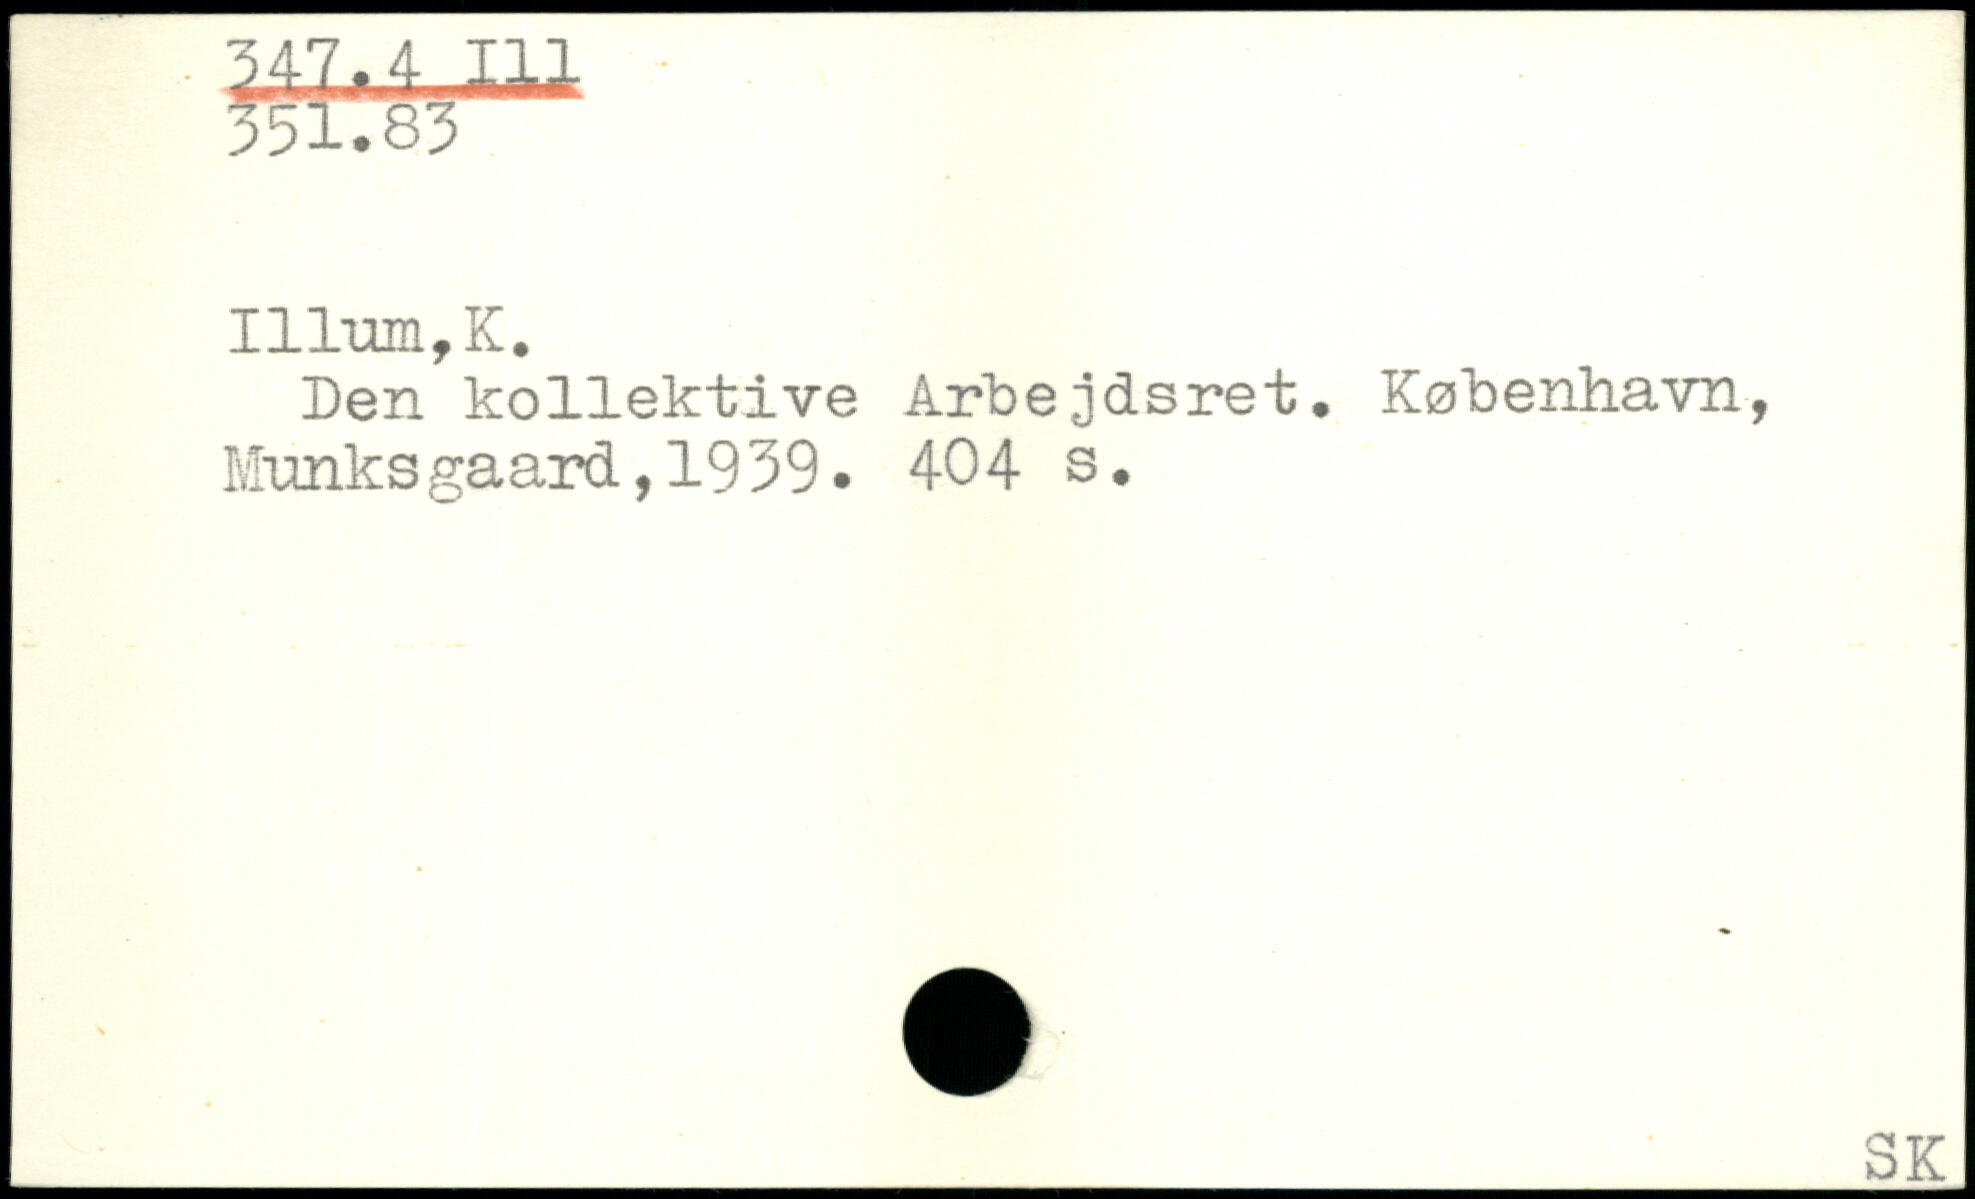 347.4 Ill
351.83
Illum,K.
Den kollektive Arbejdsret. København,
Munksgaard,1939. 404 s.
SK